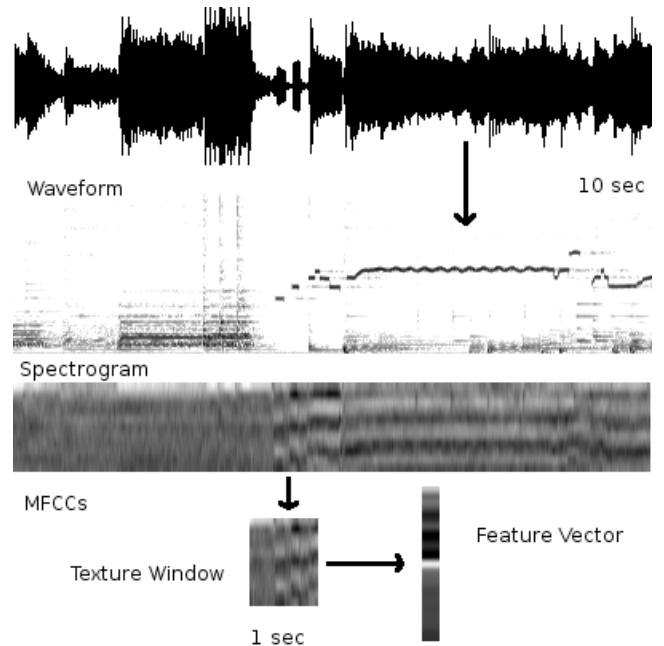 Waveform
10 sec
Spectrogram
MFCCs
Feature Vector
Texture Window
1 sec